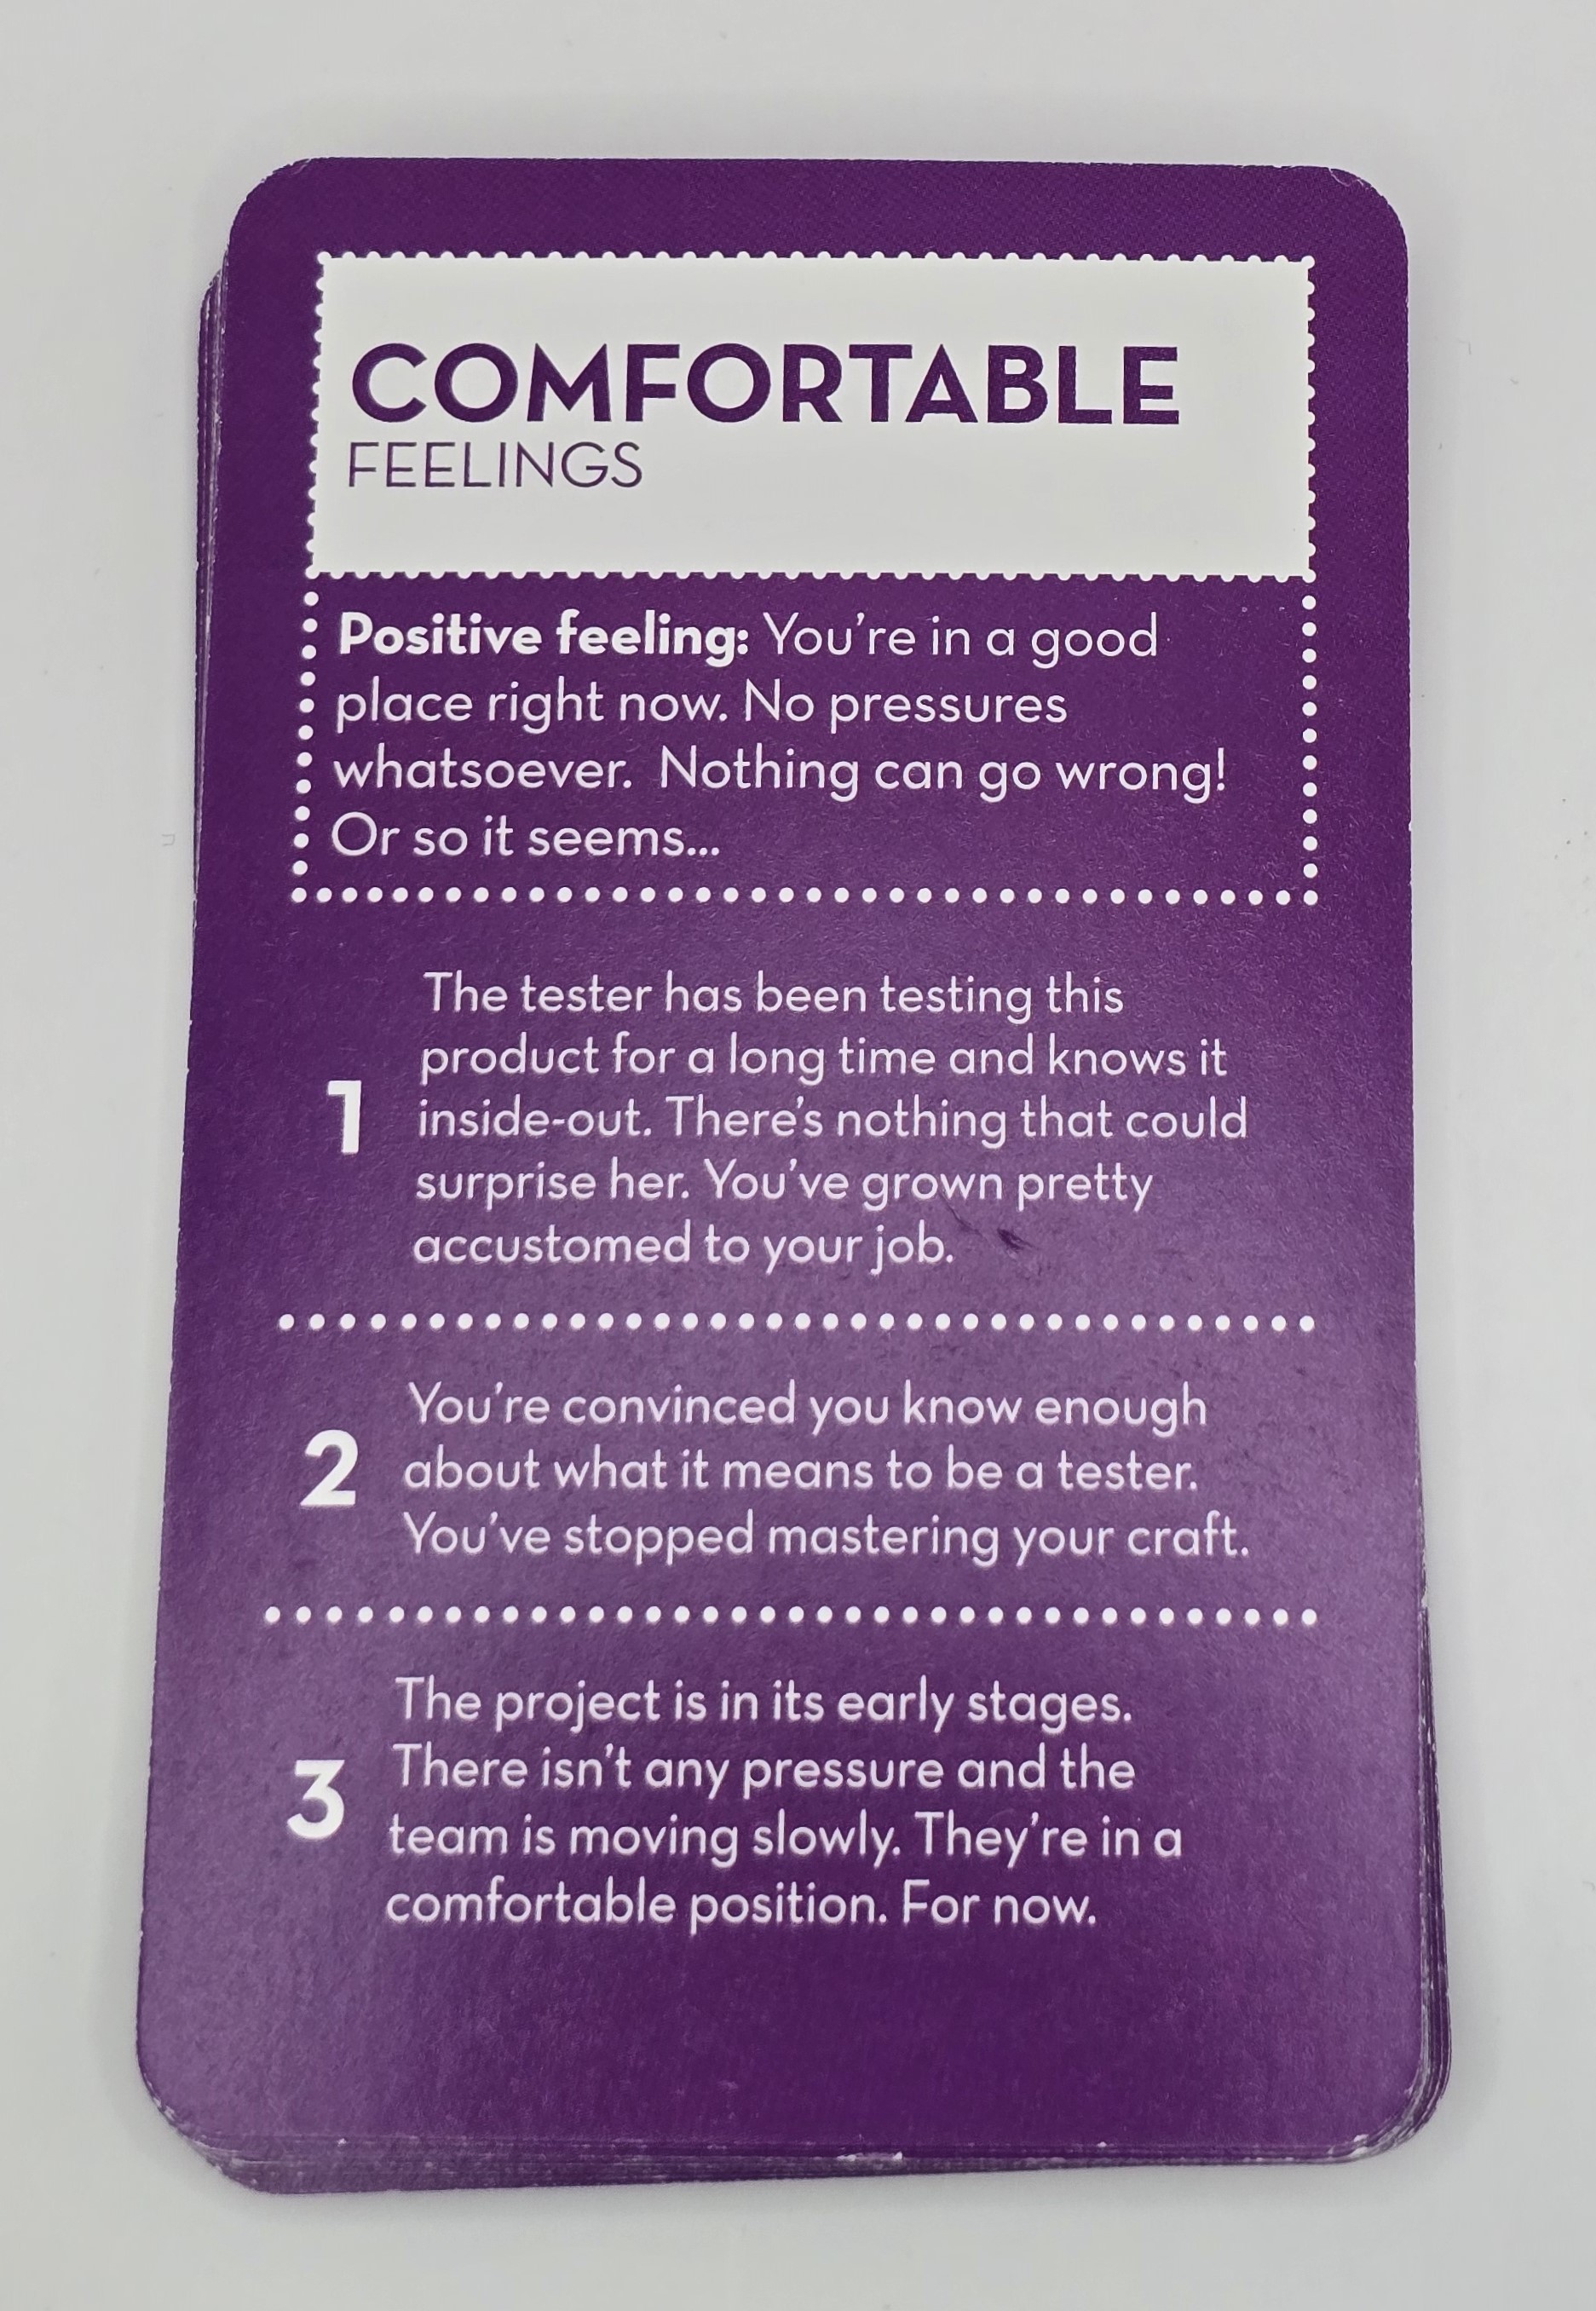 COMFORTABLE
FEELINGS
Positive feeling: You're in a good
place right now. No pressures
whatsoever.  Nothing can go wrong!
Or so it seems...
The tester has been testing this
product for a long time and knows it
1 inside-out. There's nothing that could
surprise her. You've grown pretty
accustomed to your job.
You're convinced you know enough
2 about what it means to be a tester.
You've stopped mastering your craft.
The project is in its early stages.
3 There isn't any pressure and the
team is moving slowly. They're in a
comfortable position. For now.